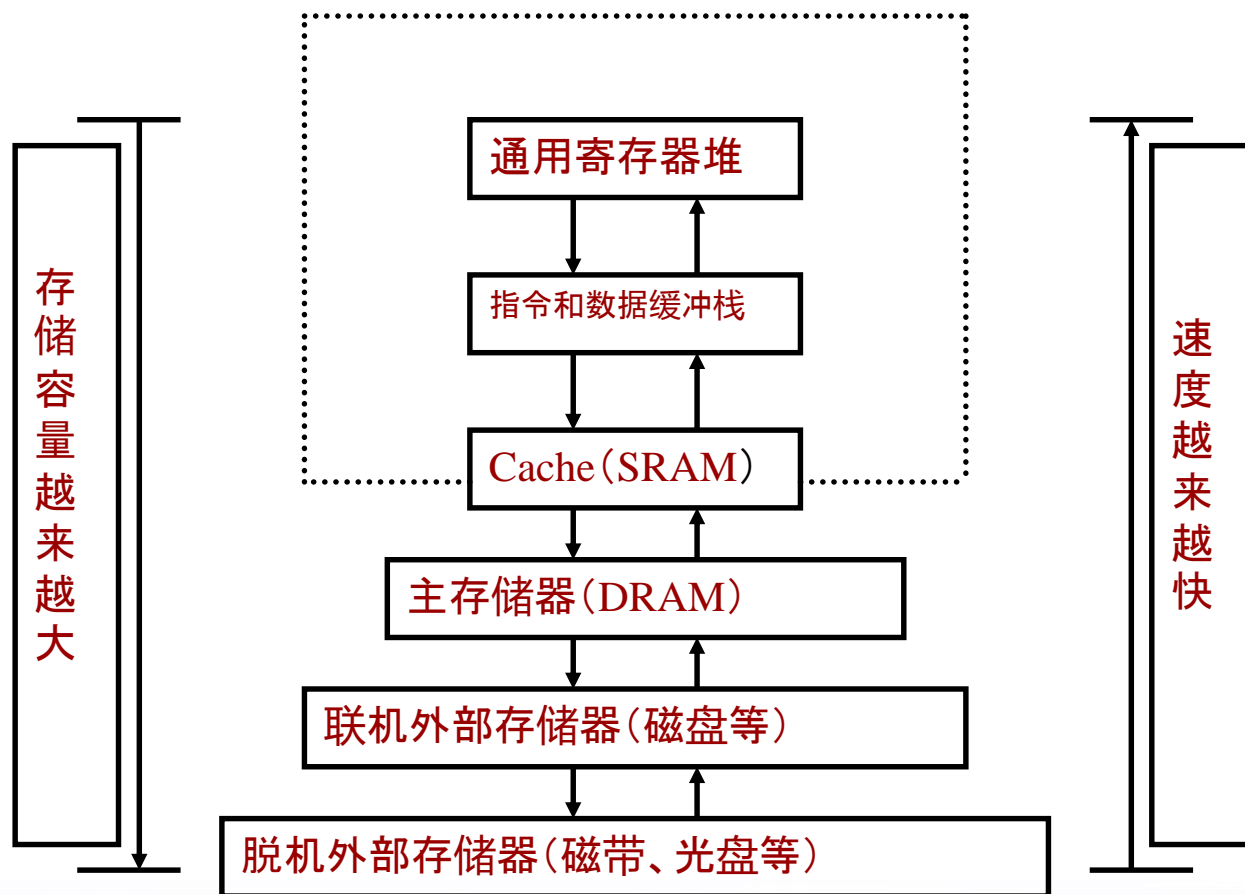 通用寄存器堆
指令和数据缓冲栈
Cache（SRAM）
主存储器（DRAM）
联机外部存储器（磁盘等）
脱机外部存储器（磁带、光盘等）
存储容量越来越大
速度越来越快